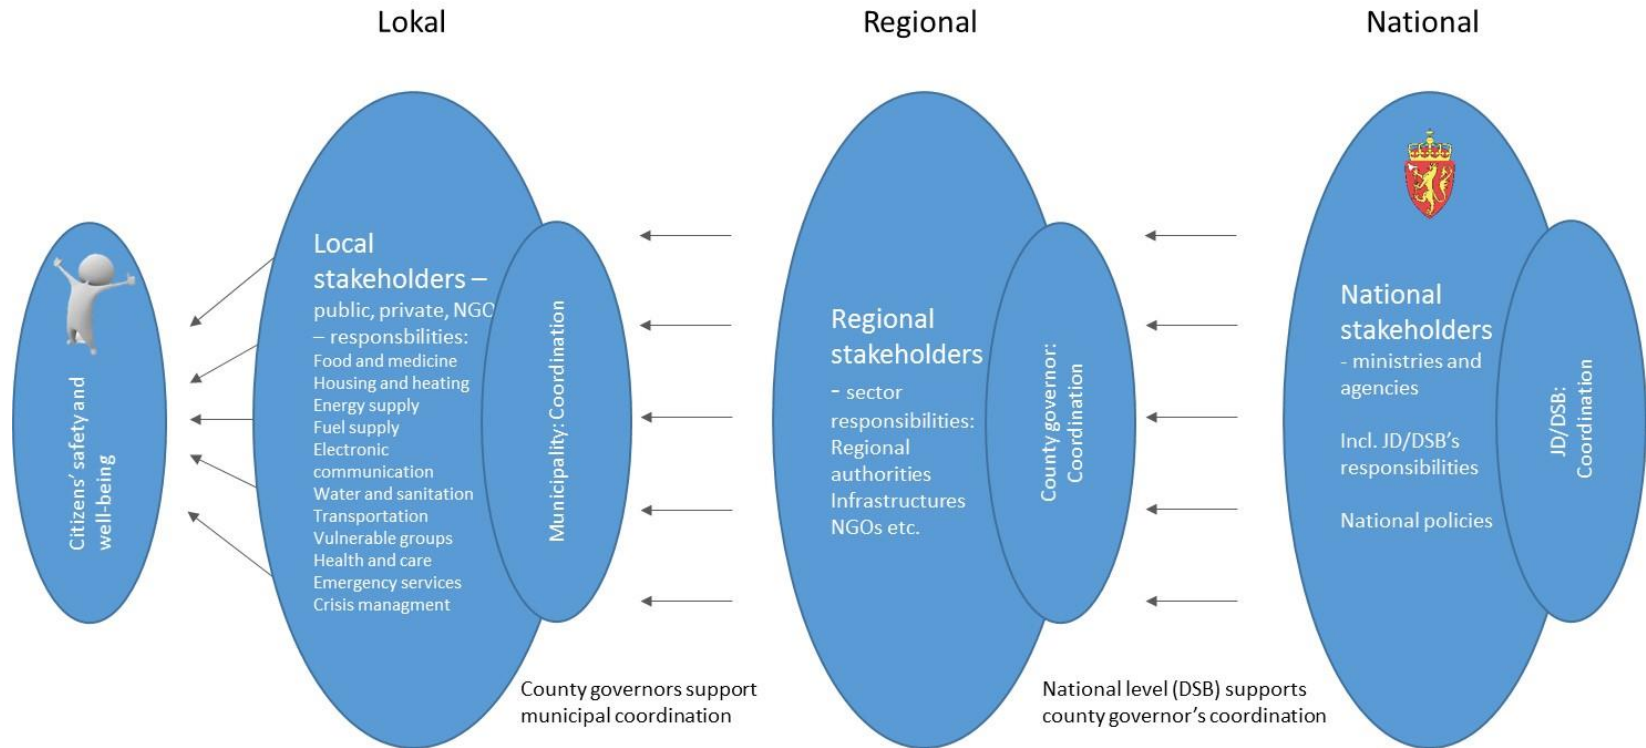 Lokal
Regional
National
Citizens' safety and
well-being
Local
stakeholders –
public, private, NGO
– responsbilities:
Food and medicine
Housing and heating
Energy supply
Fuel supply
Electronic
communication
Water and sanitation
Transportation
Vulnerable groups
Health and care
Emergency services
Crisis managment
Municipality: Coordination
County governors support
municipal coordination
Regional
stakeholders
- sector
responsibilities:
Regional
authorities
Infrastructures
NGOs etc.
County governor:
Coordination
National level (DSB) supports
county governor's coordination
National
stakeholders
- ministries and
agencies
Incl. JD/DSB's
responsibilities
National policies
JD/DSB:
Coordination